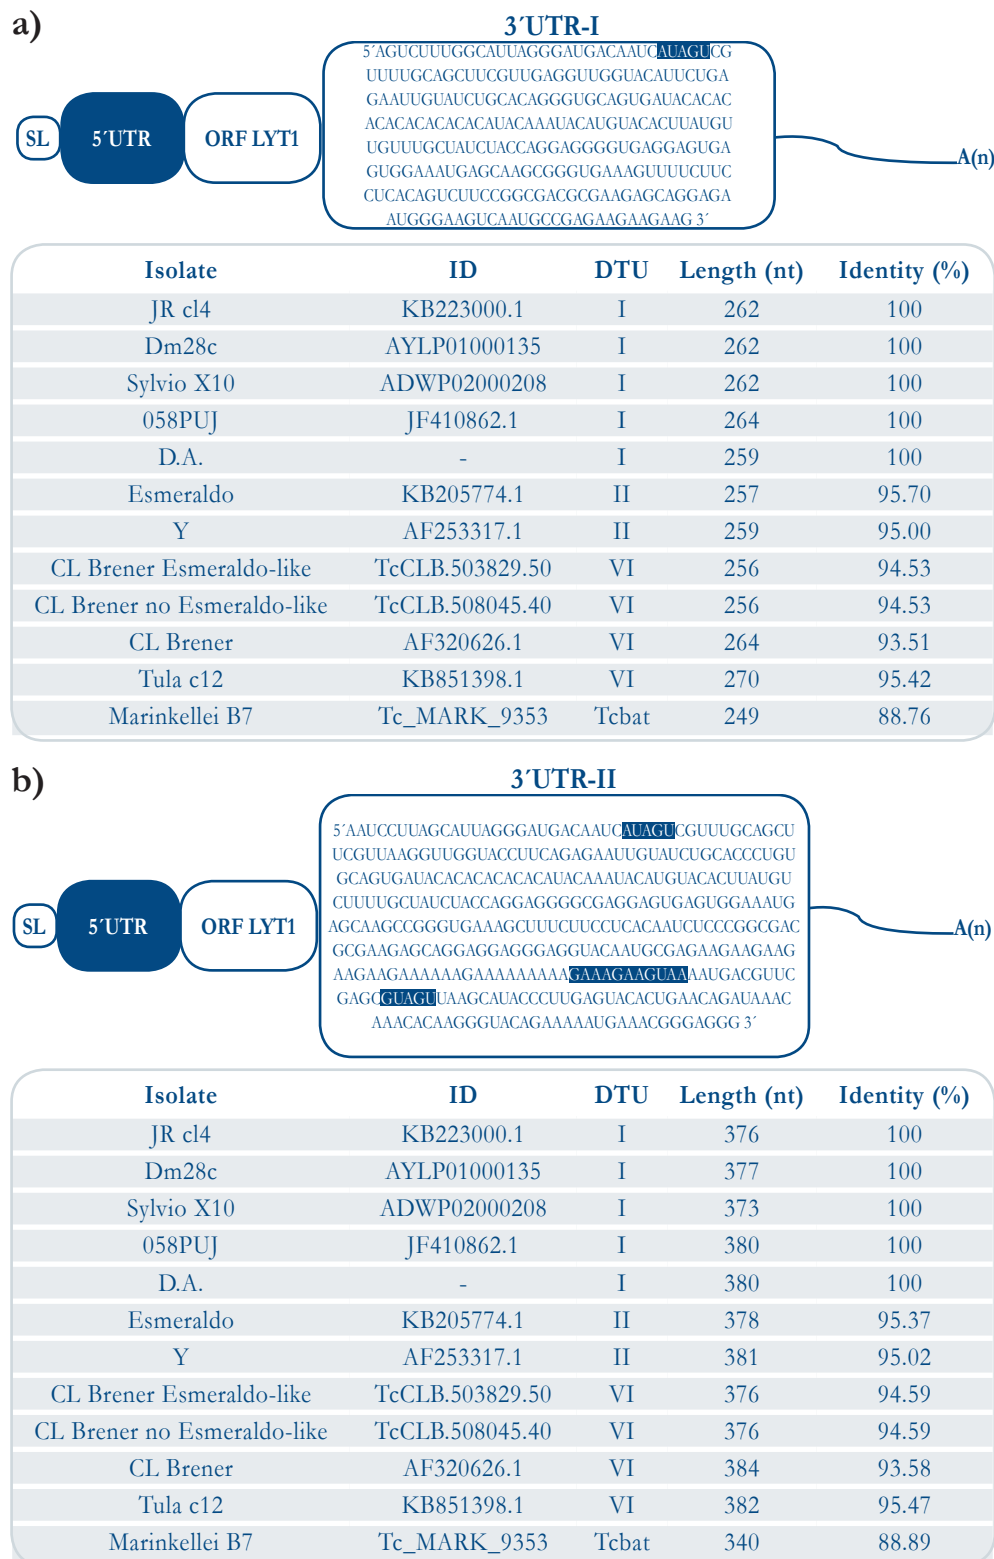 a)
3´UTR-I
5´AGUCUUUGGCAUUAGGGAUGACAAUCAUAGUCG
UUUUGCAGCUUCGUUGAGGUUGGUACAUUCUGA
GAAUUGUAUCUGCACAGGGUGCAGUGAUACACAC
ACACACACACACAUACAAAUACAUGUACACUUAUGU
UGUUUGCUAUCUACCAGGAGGGGUGAGGAGUGA
GUGGAAAUGAGCAAGCGGGUGAAAGUUUUCUUC
CUCACAGUCUUCCGGCGACGCGAAGAGCAGGAGA
AUGGGAAGUCAAUGCCGAGAAGAAGAAG 3´
SL 5´UTR ORF LYT1 A(n)
Isolate ID DTU Length (nt) Identity (%)
JR cl4 KB223000.1 I 262 100
Dm28c AYLP01000135 I 262 100
Sylvio X10 ADWP02000208 I 262 100
058PUJ JF410862.1 I 264 100
D.A. - I 259 100
Esmeraldo KB205774.1 II 257 95.70
Y AF253317.1 II 259 95.00
CL Brener Esmeraldo-like TcCLB.503829.50 VI 256 94.53
CL Brener no Esmeraldo-like TcCLB.508045.40 VI 256 94.53
CL Brener AF320626.1 VI 264 93.51
Tula c12 KB851398.1 VI 270 95.42
Marinkellei B7 Tc_MARK_9353 Tcbat 249 88.76
b)
3´UTR-II
5´AAUCCUUAGCAUUAGGGAUGACAAUCAUAGUCGUUUGCAGCU
UCGUUAAGGUUGGUACCUUCAGAGAAUUGUAUCUGCACCCUGU
GCAGUGAUACACACACACACAUACAAAUACAUGUACACUUAUGU
CUUUUGCUAUCUACCAGGAGGGGCGAGGAGUGAGUGGAAAUG
AGCAAGCCGGGUGAAAGCUUUCUUCCUCACAAUCUCCCGGCGAC
GCGAAGAGCAGGAGGAGGGAGGUACAAUGCGAGAAGAAGAAG
AAGAAGAAAAAAGAAAAAAAAAGAAAGAAGUAAAAUGACGUUC
GAGCGUAGUUAAGCAUACCCUUGAGUACACUGAACAGAUAAAC
AAACACAAGGGUACAGAAAAAUGAAACGGGAGGG 3´
SL 5´UTR ORF LYT1 A(n)
Isolate ID DTU Length (nt) Identity (%)
JR cl4 KB223000.1 I 376 100
Dm28c AYLP01000135 I 377 100
Sylvio X10 ADWP02000208 I 373 100
058PUJ JF410862.1 I 380 100
D.A. - I 380 100
Esmeraldo KB205774.1 II 378 95.37
Y AF253317.1 II 381 95.02
CL Brener Esmeraldo-like TcCLB.503829.50 VI 376 94.59
CL Brener no Esmeraldo-like TcCLB.508045.40 VI 376 94.59
CL Brener AF320626.1 VI 384 93.58
Tula c12 KB851398.1 VI 382 95.47
Marinkellei B7 Tc_MARK_9353 Tcbat 340 88.89